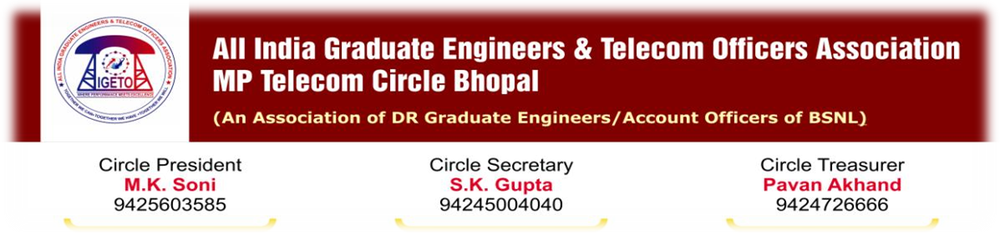 ALL INDIA GRADUATE ENGINEERS & TELECOM OFFICERS ASSOCIATION
AIGETOA
WHERE PERFORMANCE MEETS EXCELLENCE
TOGETHER WE CAN • TOGETHER WE HAVE • TOGETHER WE WILL
All India Graduate Engineers & Telecom Officers Association
MP Telecom Circle Bhopal
(An Association of DR Graduate Engineers/Account Officers of BSNL)
Circle President
M.K. Soni
9425603585
Circle Secretary
S.K. Gupta
94245004040
Circle Treasurer
Pavan Akhand
9424726666